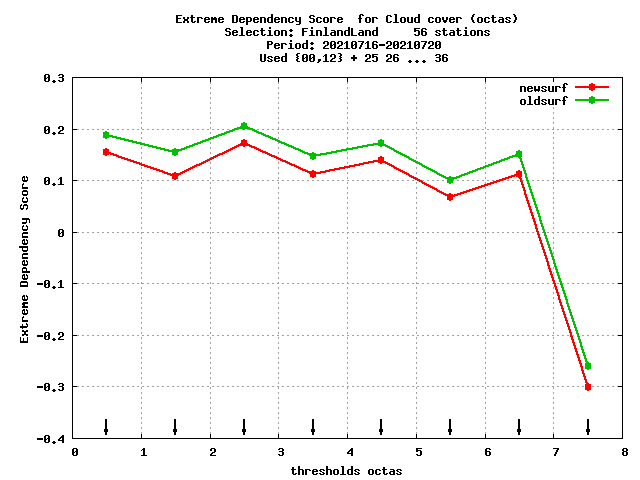 Extreme Dependency Score  for Cloud cover (octas)
Selection: FinlandLand     56 stations
Period: 20210716-20210720
Used {00,12} + 25 26 ... 36
newsurf
oldsurf
Extreme Dependency Score
0.3
0.2
0.1
0
-0.1
-0.2
-0.3
-0.4
0 1 2 3 4 5 6 7 8
thresholds octas